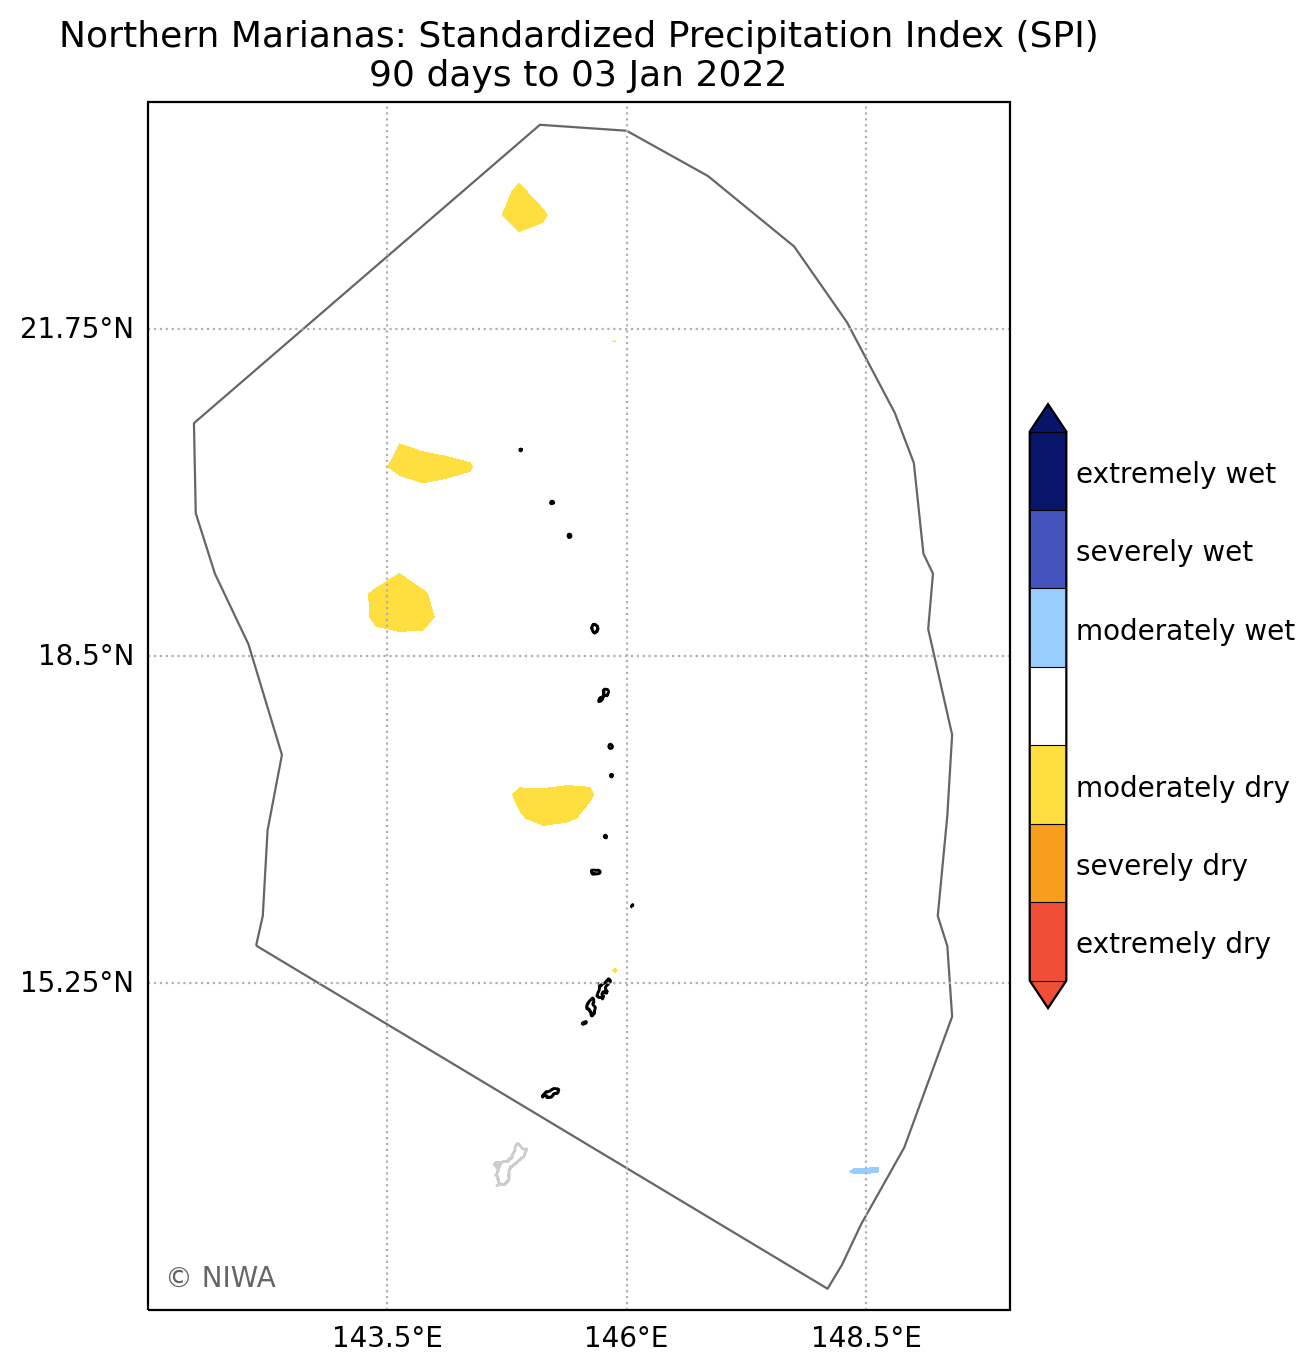 Northern Marianas: Standardized Precipitation Index (SPI)
90 days to 03 Jan 2022
21.75°N
18.5°N
15.25°N
143.5°E
146°E
148.5°E
extremely wet
severely wet
moderately wet
moderately dry
severely dry
extremely dry
© NIWA